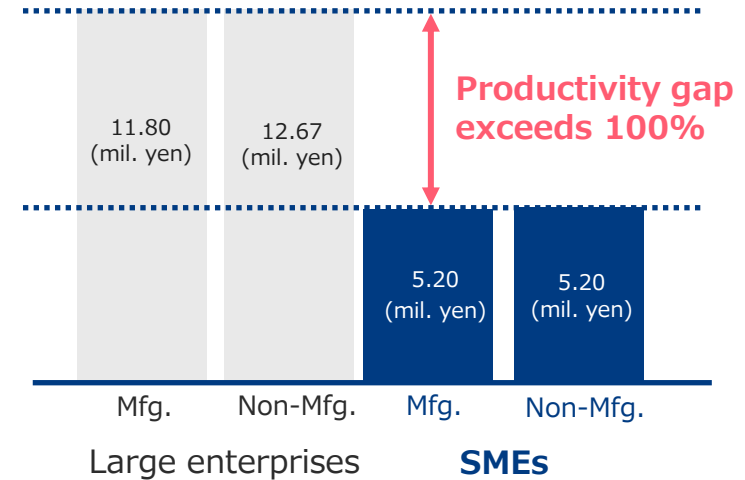 Productivity gap
exceeds 100%
11.80
(mil. yen)
12.67
(mil. yen)
5.20
(mil. yen)
5.20
(mil. yen)
Mfg.
Non-Mfg.
Mfg.
Non-Mfg.
Large enterprises
SMEs